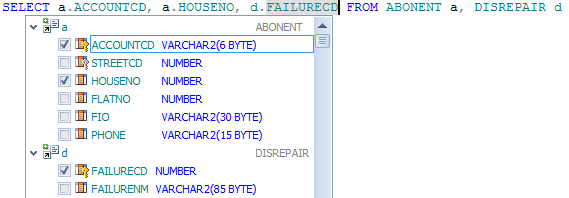 SELECT a.ACCOUNTCD, a.HOUSENO, d.FAILURECD FROM ABONENT a, DISREPAIR d
a ABONENT
ACCOUNTCD VARCHAR2(6 BYTE)
STREETCD NUMBER
HOUSENO NUMBER
FLATNO NUMBER
FIO VARCHAR2(30 BYTE)
PHONE VARCHAR2(15 BYTE)
d DISREPAIR
FAILURECD NUMBER
FAILURENM VARCHAR2(85 BYTE)